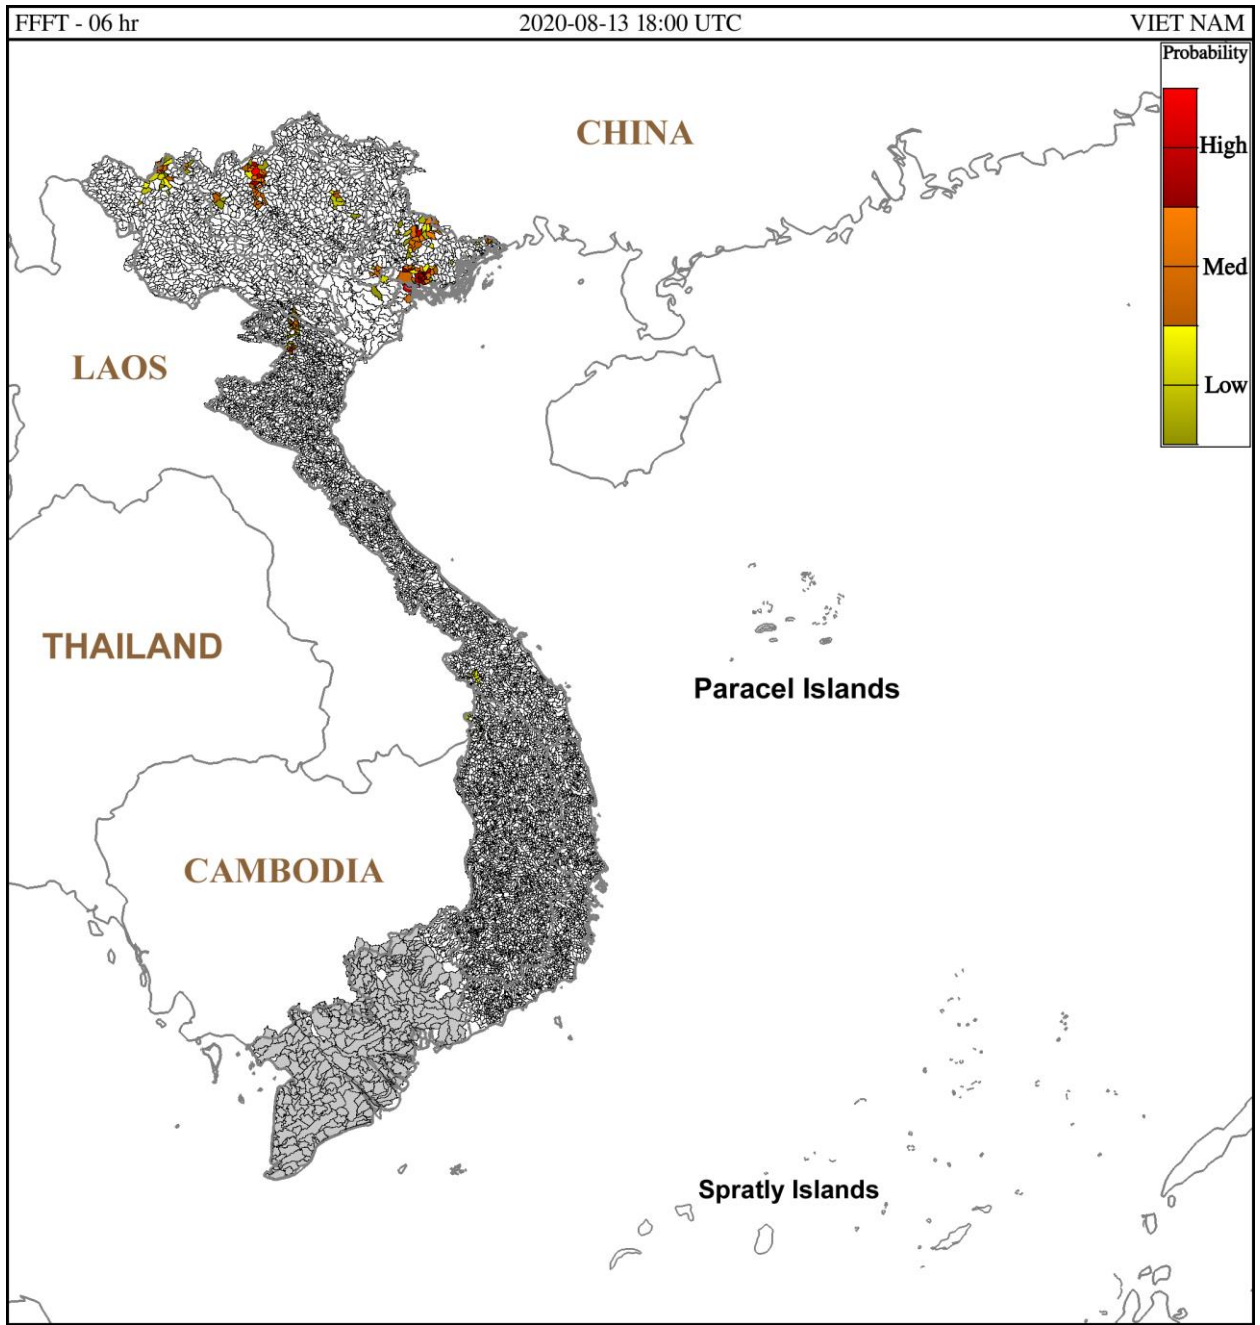 FFFT - 06 hr 2020-08-13 18:00 UTC VIET NAM
Probability
CHINA
High
Med
LAOS
Low
THAILAND
Paracel Islands
CAMBODIA
Spratly Islands